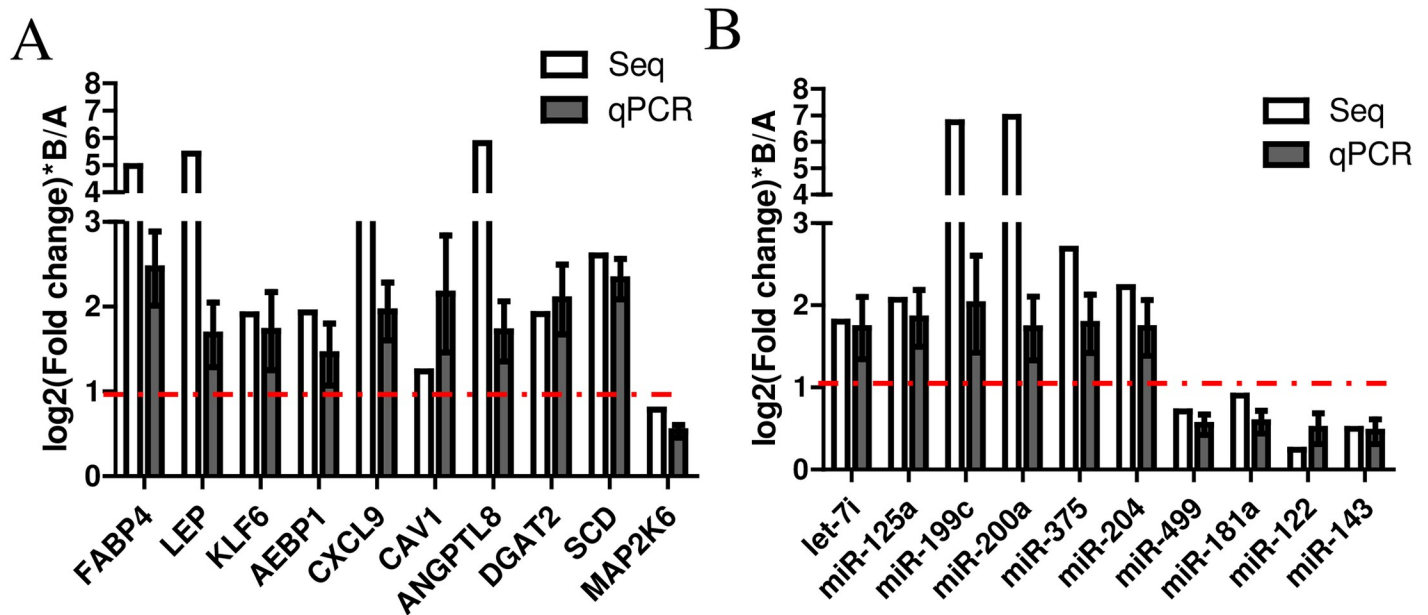 A
Seq
qPCR
log2(Fold change)*B/A
8
7
6
5
4
3
2
1
0
FABP4
LEP
KLF6
AEBP1
CXCL9
CAV1
ANGPTL8
DGAT2
SCD
MAP2K6
B
Seq
qPCR
log2(Fold change)*B/A
8
7
6
5
4
3
2
1
0
let-7i
miR-125a
miR-199c
miR-200a
miR-375
miR-204
miR-499
miR-181a
miR-122
miR-143